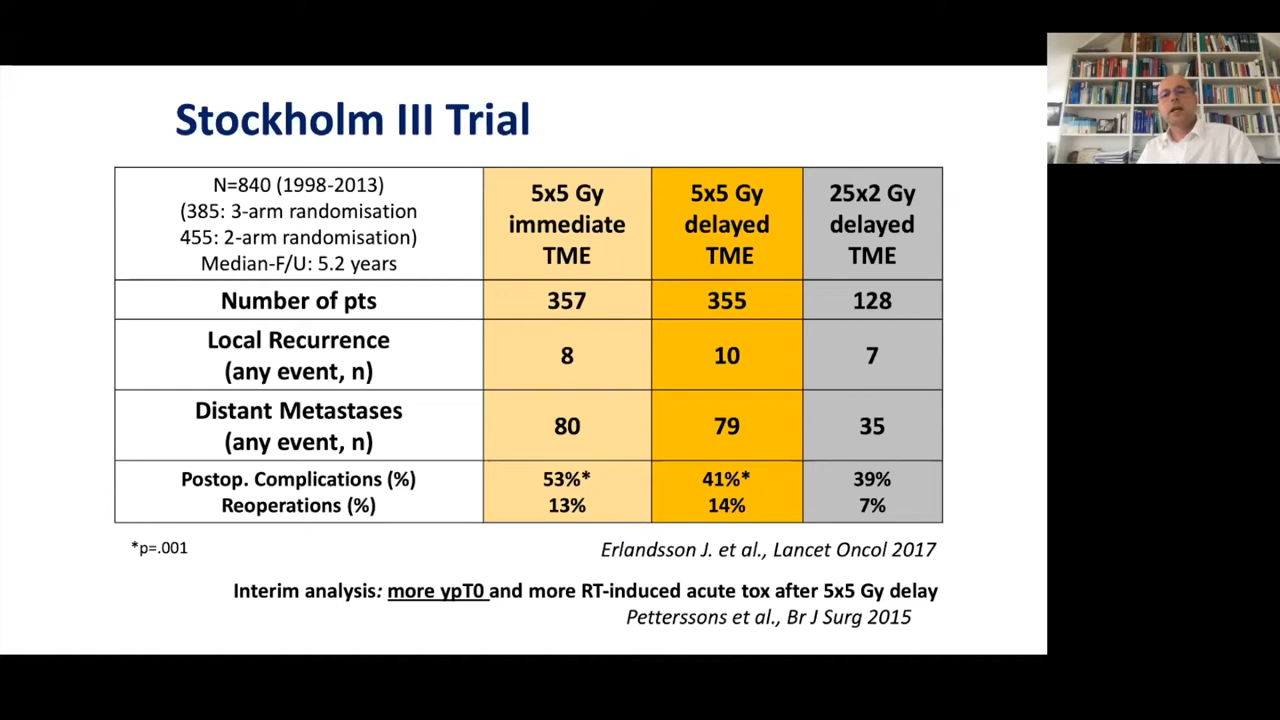 Stockholm III Trial
N=840 (1998-2013)
(385: 3-arm randomisation
455: 2-arm randomisation)
Median-F/U: 5.2 years
5x5 Gy
immediate
TME
5x5 Gy
delayed
TME
25x2 Gy
delayed
TME
Number of pts
357
355
128
Local Recurrence
(any event, n)
8
10
7
Distant Metastases
(any event, n)
80
79
35
Postop. Complications (%)
Reoperations (%)
53%*
13%
41%*
14%
39%
7%
*p=.001
Erlandsson J. et al., Lancet Oncol 2017
Interim analysis: more ypT0 and more RT-induced acute tox after 5x5 Gy delay
Petterssons et al., Br J Surg 2015